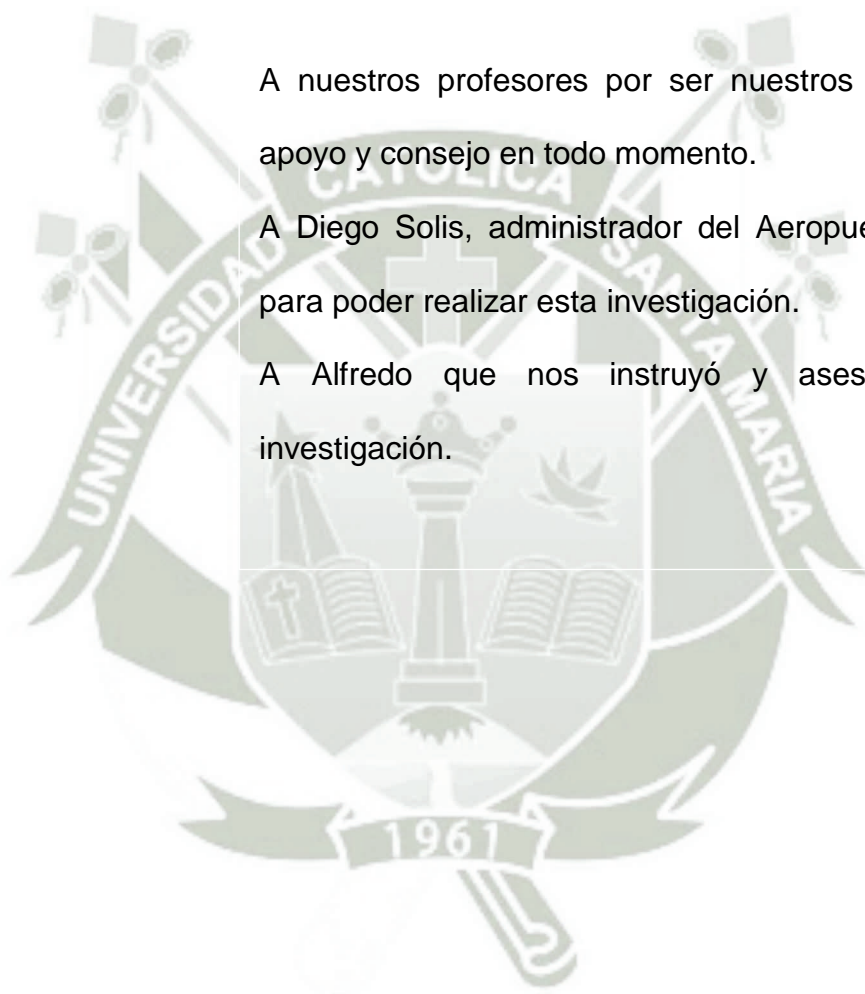 A nuestros profesores por ser nuestros
apoyo y consejo en todo momento.
A Diego Solis, administrador del
para poder realizar esta investigación.
A Alfredo que nos instruyó y
investigación.
UNIVERSIDAD CATOLICA SANTA MARIA
1961